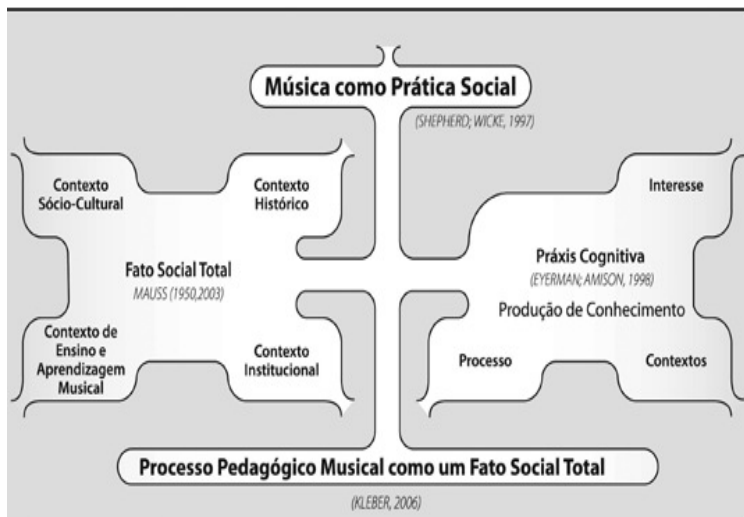 Música como Prática Social
(SHEPHERD; WICKE, 1997)
Contexto
Sócio-Cultural
Contexto
Histórico
Fato Social Total
MAUSS (1950,2003)
Contexto de
Ensino e
Aprendizagem
Musical
Contexto
Institucional
Interesse
Práxis Cognitiva
(EYERMAN; AMISON, 1998)
Produção de Conhecimento
Processo
Contextos
Processo Pedagógico Musical como um Fato Social Total
(KLEBER, 2006)